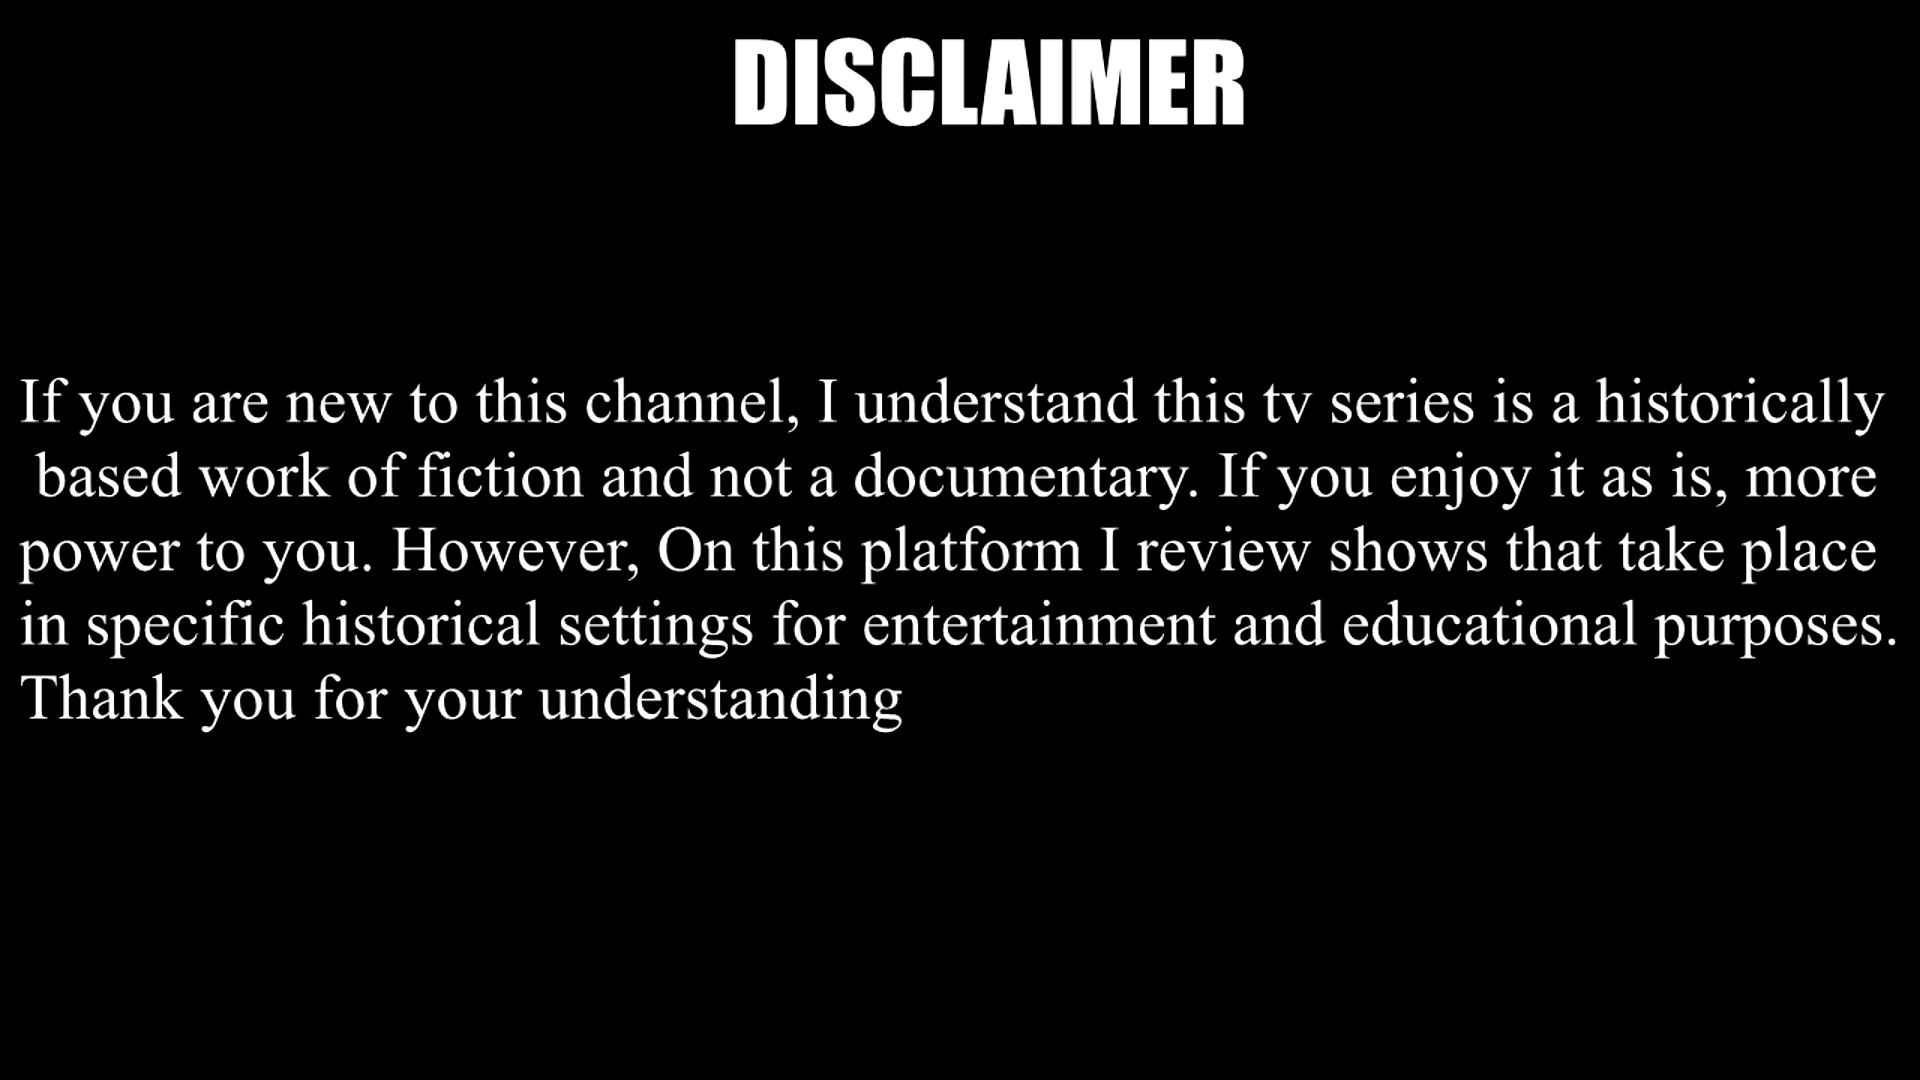 DISCLAIMER
If you are new to this channel, I understand this tv series is a historically
based work of fiction and not a documentary. If you enjoy it as is, more
power to you. However, On this platform I review shows that take place
in specific historical settings for entertainment and educational purposes.
Thank you for your understanding